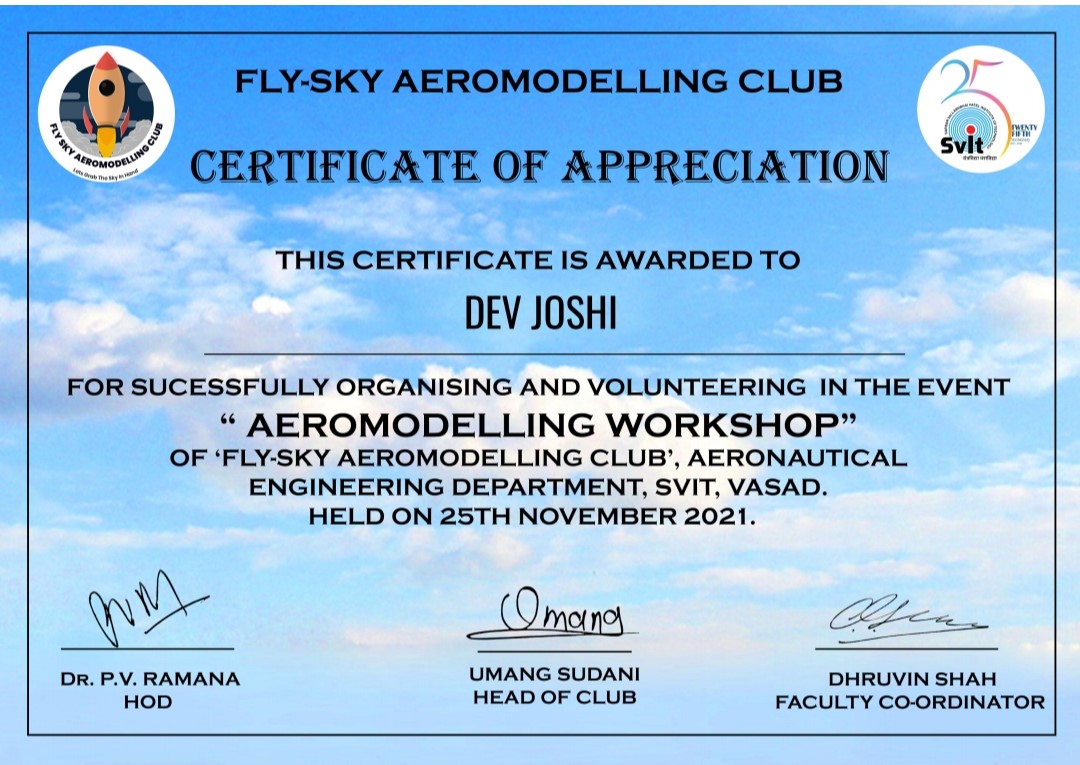 FLY-SKY AEROMODELLING CLUB
FLY SKY AEROMODELLING CLUB
Lets Grab The Sky In Hand
25
TWENTY
FIFTH
SVIT
CERTIFICATE OF APPRECIATION
THIS CERTIFICATE IS AWARDED TO
DEV JOSHI
FOR SUCESSFULLY ORGANISING AND VOLUNTEERING IN THE EVENT
“ AEROMODELLING WORKSHOP”
OF ‘FLY-SKY AEROMODELLING CLUB’, AERONAUTICAL
ENGINEERING DEPARTMENT, SVIT, VASAD.
HELD ON 25TH NOVEMBER 2021.
Umang
DR. P.V. RAMANA
HOD
UMANG SUDANI
HEAD OF CLUB
DHRUVIN SHAH
FACULTY CO-ORDINATOR